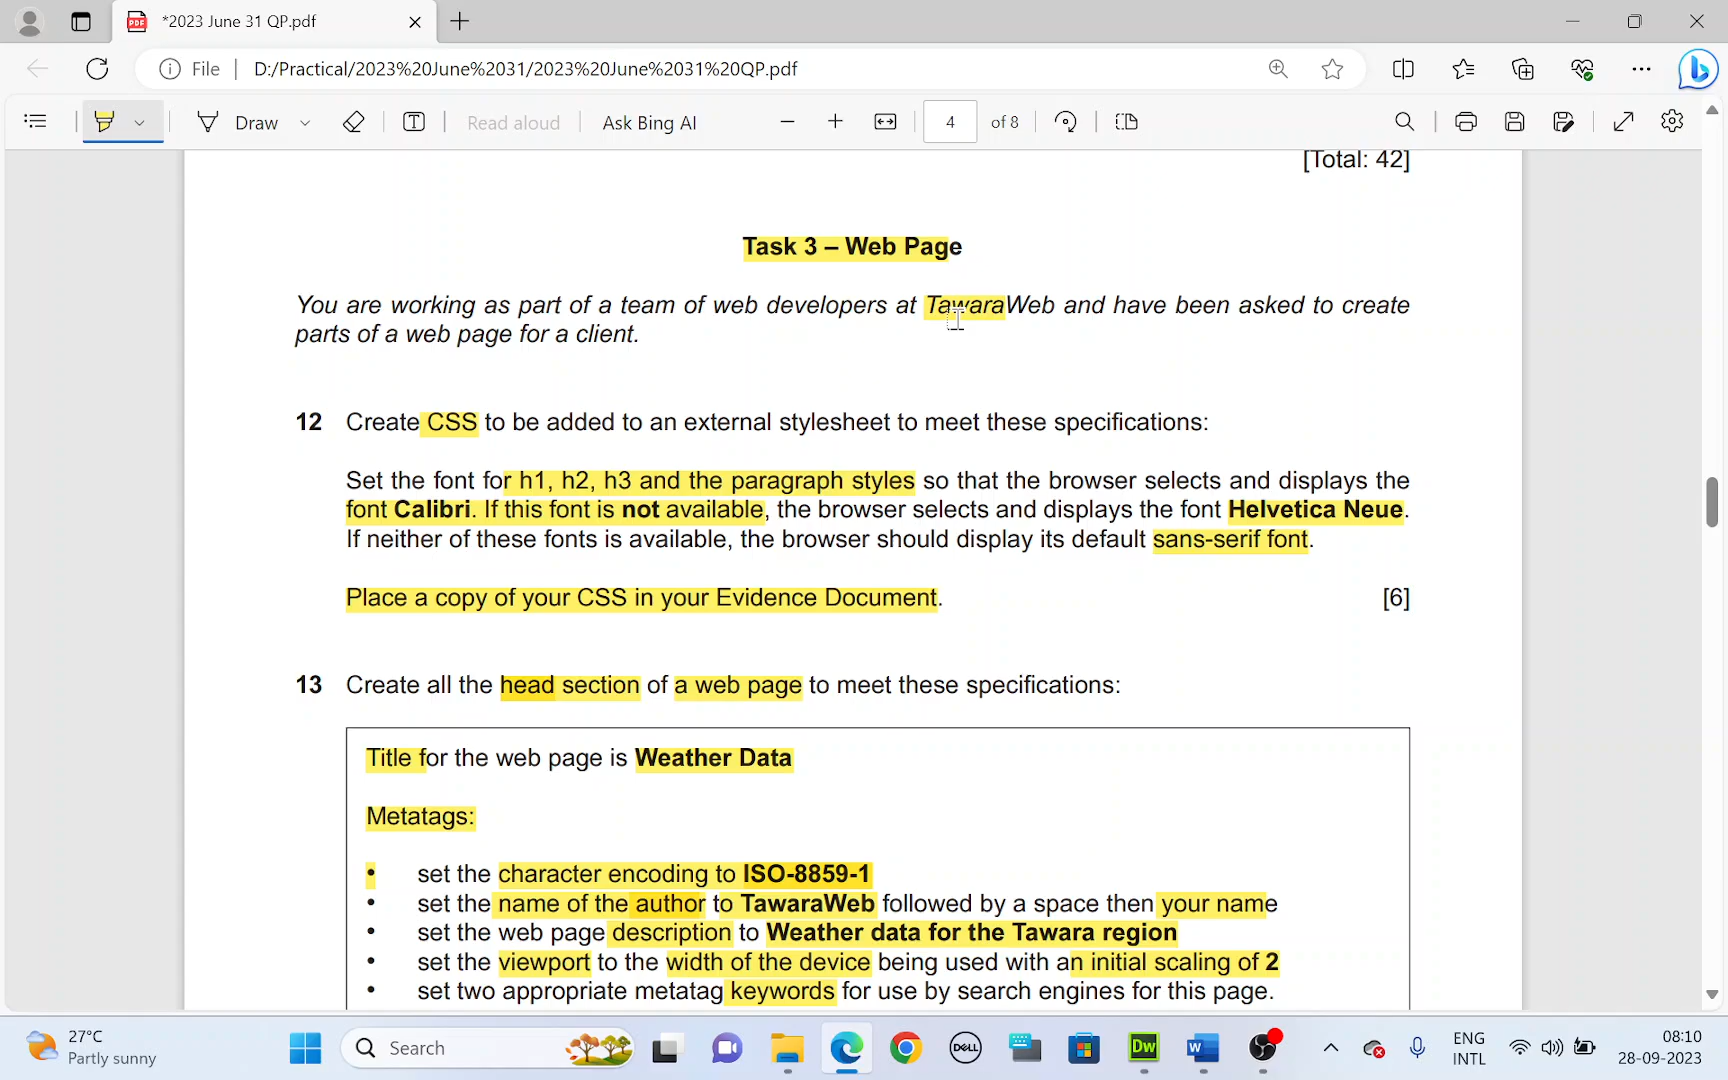 *2023 June 31 QP.pdf
File
D:/Practical/2023%20June%2031/2023%20June%2031%20QP.pdf
Draw
Read aloud
Ask Bing AI
4
of 8
[Total: 42]
Task 3 – Web Page
You are working as part of a team of web developers at TawaraWeb and have been asked to create
parts of a web page for a client.
12 Create CSS to be added to an external stylesheet to meet these specifications:
Set the font for h1, h2, h3 and the paragraph styles so that the browser selects and displays the
font Calibri. If this font is not available, the browser selects and displays the font Helvetica Neue.
If neither of these fonts is available, the browser should display its default sans-serif font.
Place a copy of your CSS in your Evidence Document. [6]
13 Create all the head section of a web page to meet these specifications:
Title for the web page is Weather Data
Metatags:
• set the character encoding to ISO-8859-1
• set the name of the author to TawaraWeb followed by a space then your name
• set the web page description to Weather data for the Tawara region
• set the viewport to the width of the device being used with an initial scaling of 2
• set two appropriate metatag keywords for use by search engines for this page.
27°C
Partly sunny
Search
DELL
Dw
W
ENG
INTL
08:10
28-09-2023